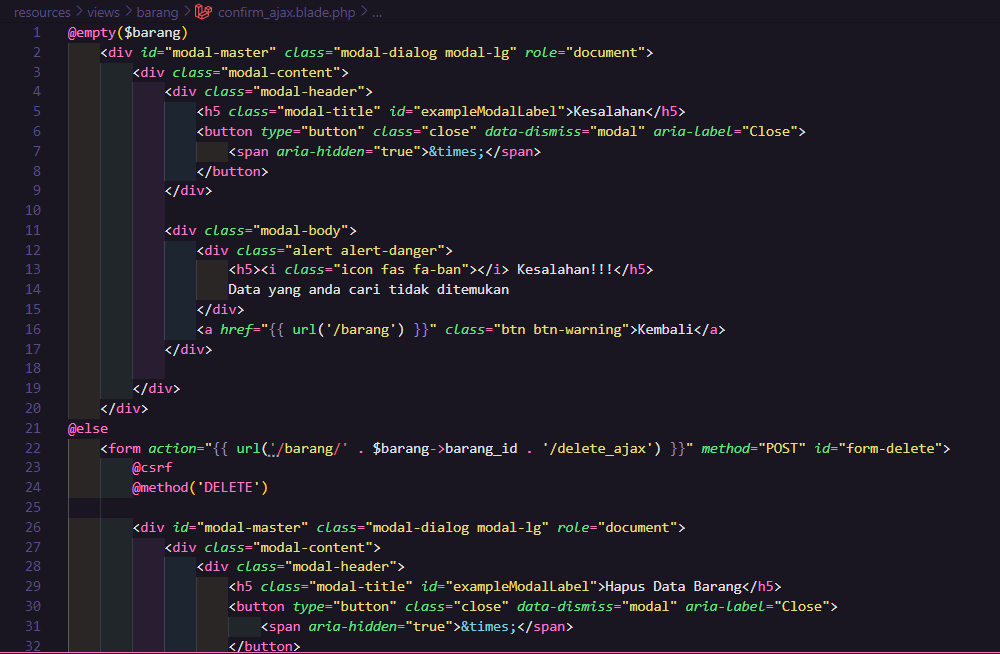 resources > views > barang > confirm_ajax.blade.php > ...
1 @empty($barang)
2 <div id="modal-master" class="modal-dialog modal-lg" role="document">
3 <div class="modal-content">
4 <div class="modal-header">
5 <h5 class="modal-title" id="exampleModalLabel">Kesalahan</h5>
6 <button type="button" class="close" data-dismiss="modal" aria-label="Close">
7 <span aria-hidden="true">&times;</span>
8 </button>
9 </div>
10
11 <div class="modal-body">
12 <div class="alert alert-danger">
13 <h5><i class="icon fas fa-ban"></i> Kesalahan!!!</h5>
14 Data yang anda cari tidak ditemukan
15 </div>
16 <a href="{{ url('/barang') }}" class="btn btn-warning">Kembali</a>
17 </div>
18
19 </div>
20 </div>
21 @else
22 <form action="{{ url('/barang/' . $barang->barang_id . '/delete_ajax') }}" method="POST" id="form-delete">
23 @csrf
24 @method('DELETE')
25
26 <div id="modal-master" class="modal-dialog modal-lg" role="document">
27 <div class="modal-content">
28 <div class="modal-header">
29 <h5 class="modal-title" id="exampleModalLabel">Hapus Data Barang</h5>
30 <button type="button" class="close" data-dismiss="modal" aria-label="Close">
31 <span aria-hidden="true">&times;</span>
32 </button>